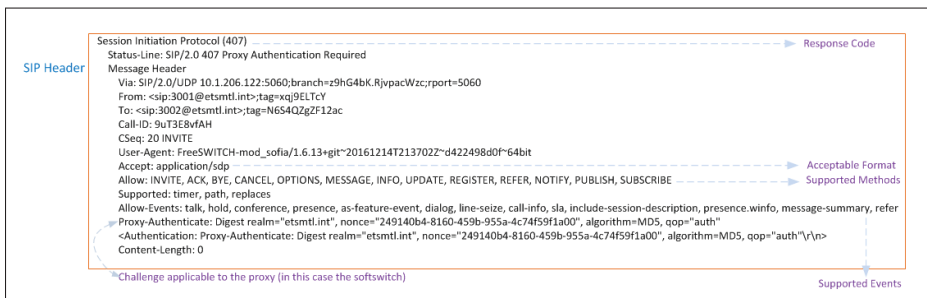 Session Initiation Protocol (407)
Response Code
SIP Header
Status-Line: SIP/2.0 407 Proxy Authentication Required
Message Header
Via: SIP/2.0/UDP 10.1.206.122:5060;branch=z9hG4bK.RjvpacWzc;rport=5060
From: <sip:3001@etsmtl.int>;tag=xqj9ELTcY
To: <sip:3002@etsmtl.int>;tag=N6S4QZgZF12ac
Call-ID: 9uT3E8vfAH
CSeq: 20 INVITE
User-Agent: FreeSWITCH-mod_sofia/1.6.13+git~20161214T213702Z~d422498d0f~64bit
Accept: application/sdp
Acceptable Format
Allow: INVITE, ACK, BYE, CANCEL, OPTIONS, MESSAGE, INFO, UPDATE, REGISTER, REFER, NOTIFY, PUBLISH, SUBSCRIBE
Supported Methods
Supported: timer, path, replaces
Allow-Events: talk, hold, conference, presence, as-feature-event, dialog, line-seize, call-info, sla, include-session-description, presence.winfo, message-summary, refer
Proxy-Authenticate: Digest realm="etsmtl.int", nonce="249140b4-8160-459b-955a-4c74f59f1a00", algorithm=MD5, qop="auth"
<Authentication: Proxy-Authenticate: Digest realm="etsmtl.int", nonce="249140b4-8160-459b-955a-4c74f59f1a00", algorithm=MD5, qop="auth"\r\n>
Content-Length: 0
Challenge applicable to the proxy (in this case the softswitch)
Supported Events